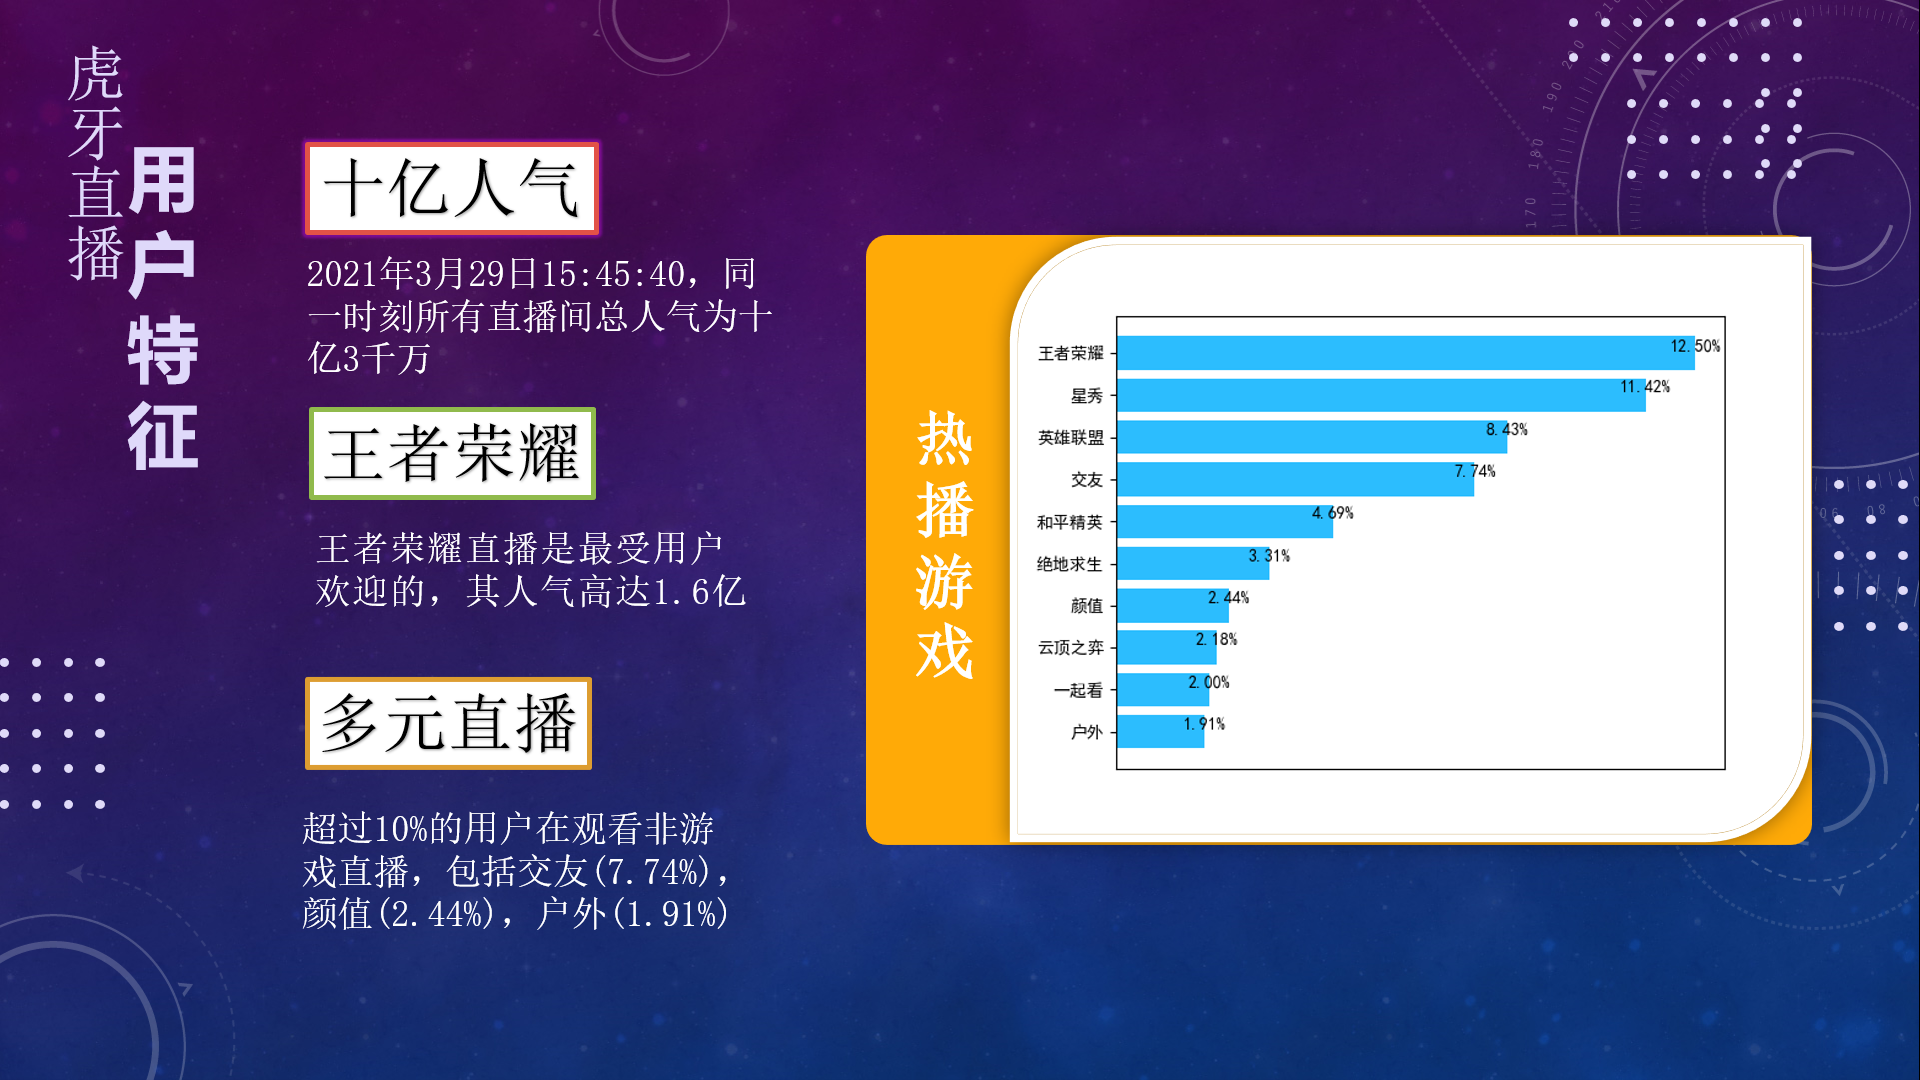 虎牙直播
用户特征
十亿人气
2021年3月29日15:45:40，同
一时刻所有直播间总人气为十
亿3千万
王者荣耀
王者荣耀直播是最受用户
欢迎的，其人气高达1.6亿
多元直播
超过10%的用户在观看非游
戏直播，包括交友(7.74%)，
颜值(2.44%)，户外(1.91%)
热播游戏
王者荣耀 12.50%
星秀 11.42%
英雄联盟 8.43%
交友 7.74%
和平精英 4.69%
绝地求生 3.31%
颜值 2.44%
云顶之弈 2.18%
一起看 2.00%
户外 1.91%
210
200
190
180
170